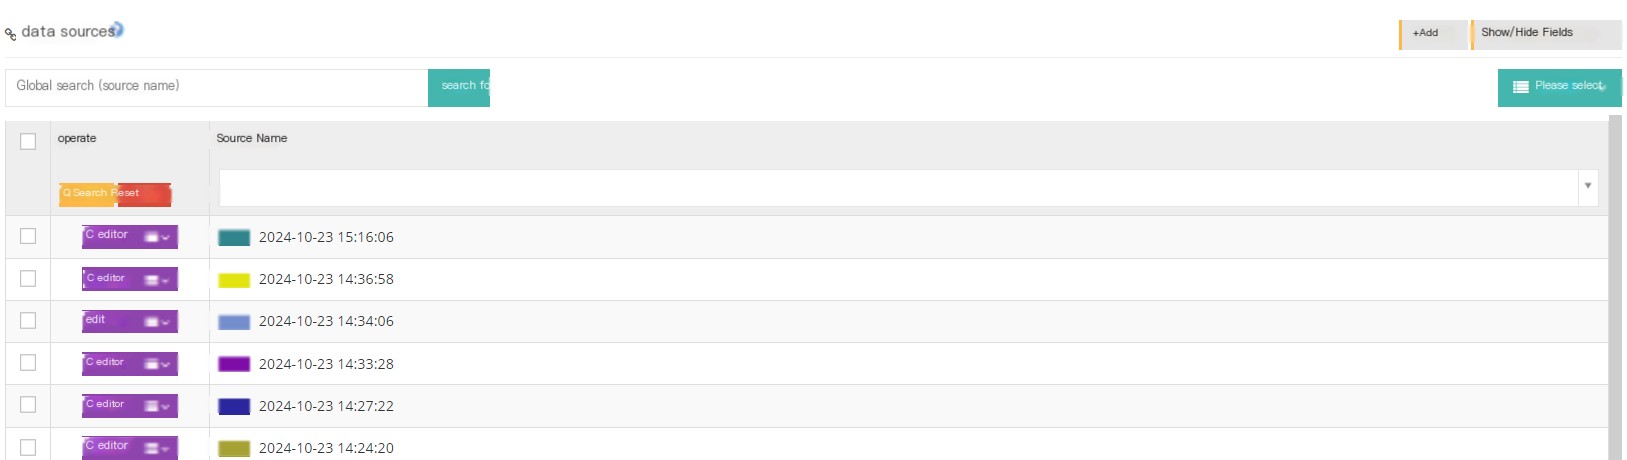 data sources
+Add
Show/Hide Fields
Global search (source name)
search fo
Please select
operate
Source Name
Q Search Reset
C editor
2024-10-23 15:16:06
C editor
2024-10-23 14:36:58
edit
2024-10-23 14:34:06
C editor
2024-10-23 14:33:28
C editor
2024-10-23 14:27:22
C editor
2024-10-23 14:24:20